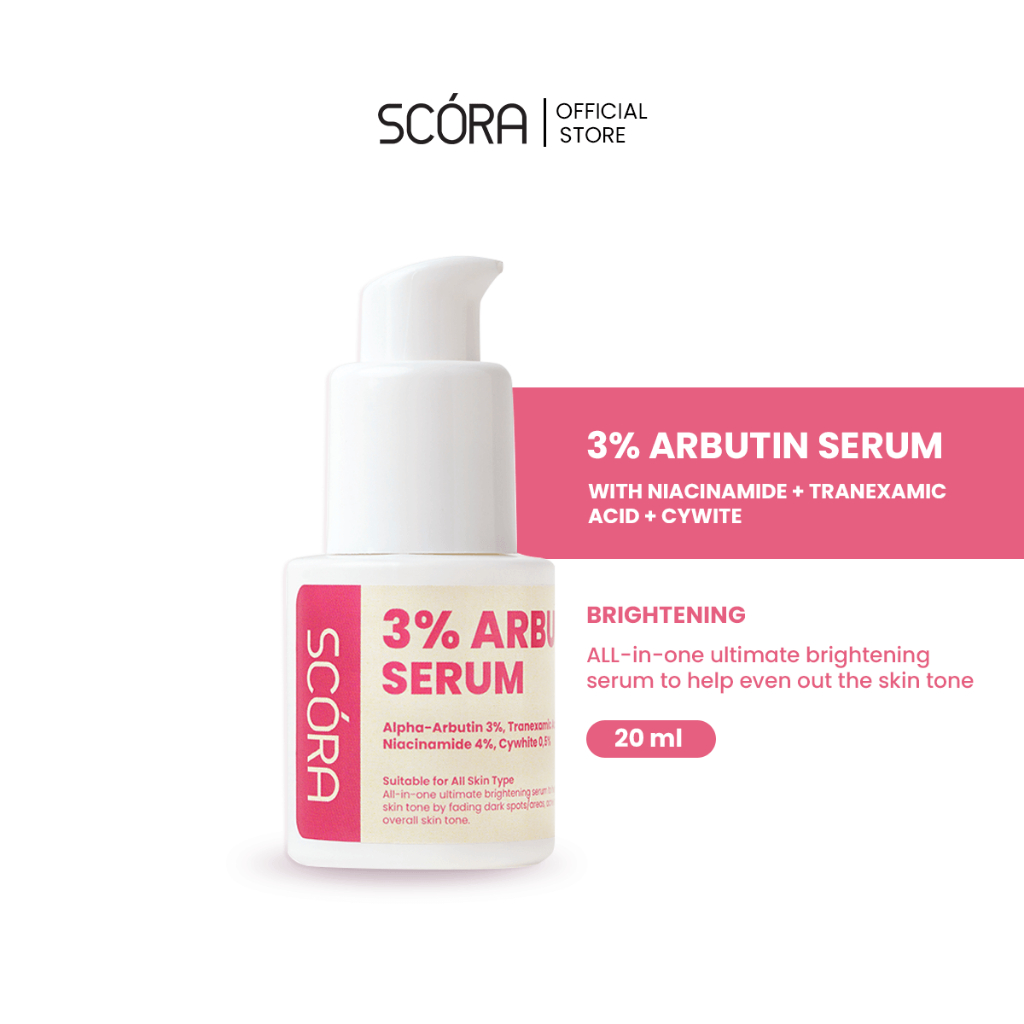 SCÓRA
OFFICIAL
STORE
3% ARBUTIN SERUM
WITH NIACINAMIDE + TRANEXAMIC
ACID + CYWITE
BRIGHTENING
ALL-in-one ultimate brightening
serum to help even out the skin tone
20 ml
SCÓRA
3% ARBU
SERUM
Alpha-Arbutin 3%, Tranexamic
Niacinamide 4%, Cywhite 0,5%
Suitable for All Skin Type
All-in-one ultimate brightening serum
skin tone by fading dark spots/areas,
overall skin tone.